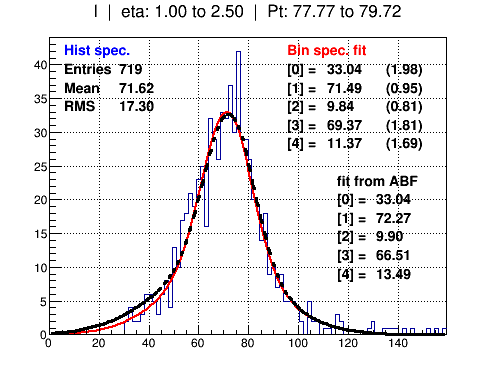 I | eta: 1.00 to 2.50 | Pt: 77.77 to 79.72
Hist spec.
Entries 719
Mean 71.62
RMS 17.30
Bin spec. fit
[0] = 33.04 (1.98)
[1] = 71.49 (0.95)
[2] = 9.84 (0.81)
[3] = 69.37 (1.81)
[4] = 11.37 (1.69)
fit from ABF
[0] = 33.04
[1] = 72.27
[2] = 9.90
[3] = 66.51
[4] = 13.49
40
35
30
25
20
15
10
5
0
0 20 40 60 80 100 120 140